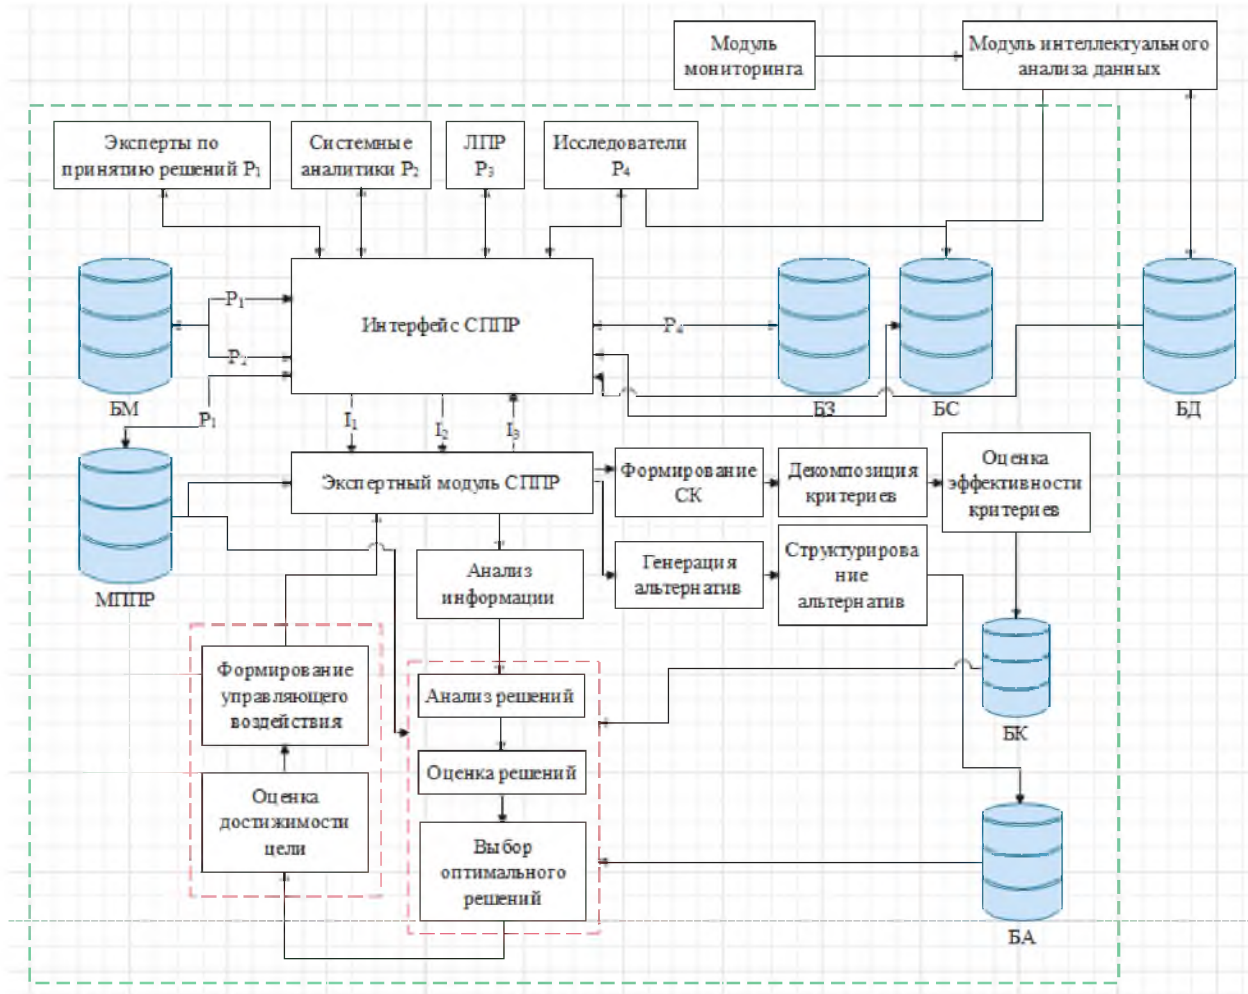 Модуль
мониторинга
Модуль интеллектуального
анализа данных
Эксперты по
принятию решений P₁
Системные
аналитики P₂
ЛПР
P₃
Исследователи
P₄
P₁
P₂
Интерфейс СППР
P₄
БМ
P₁
I₁
I₂
I₃
БЗ
БС
БД
Экспертный модуль СППР
Формирование
СК
Декомпозиция
критериев
Оценка
эффективности
критериев
МППР
Анализ
информации
Генерация
альтернатив
Структурирова
ние
альтернатив
Формирование
управляющего
воздействия
Анализ решений
БК
Оценка решений
Оценка
достижимости
цели
Выбор
оптимального
решений
БА